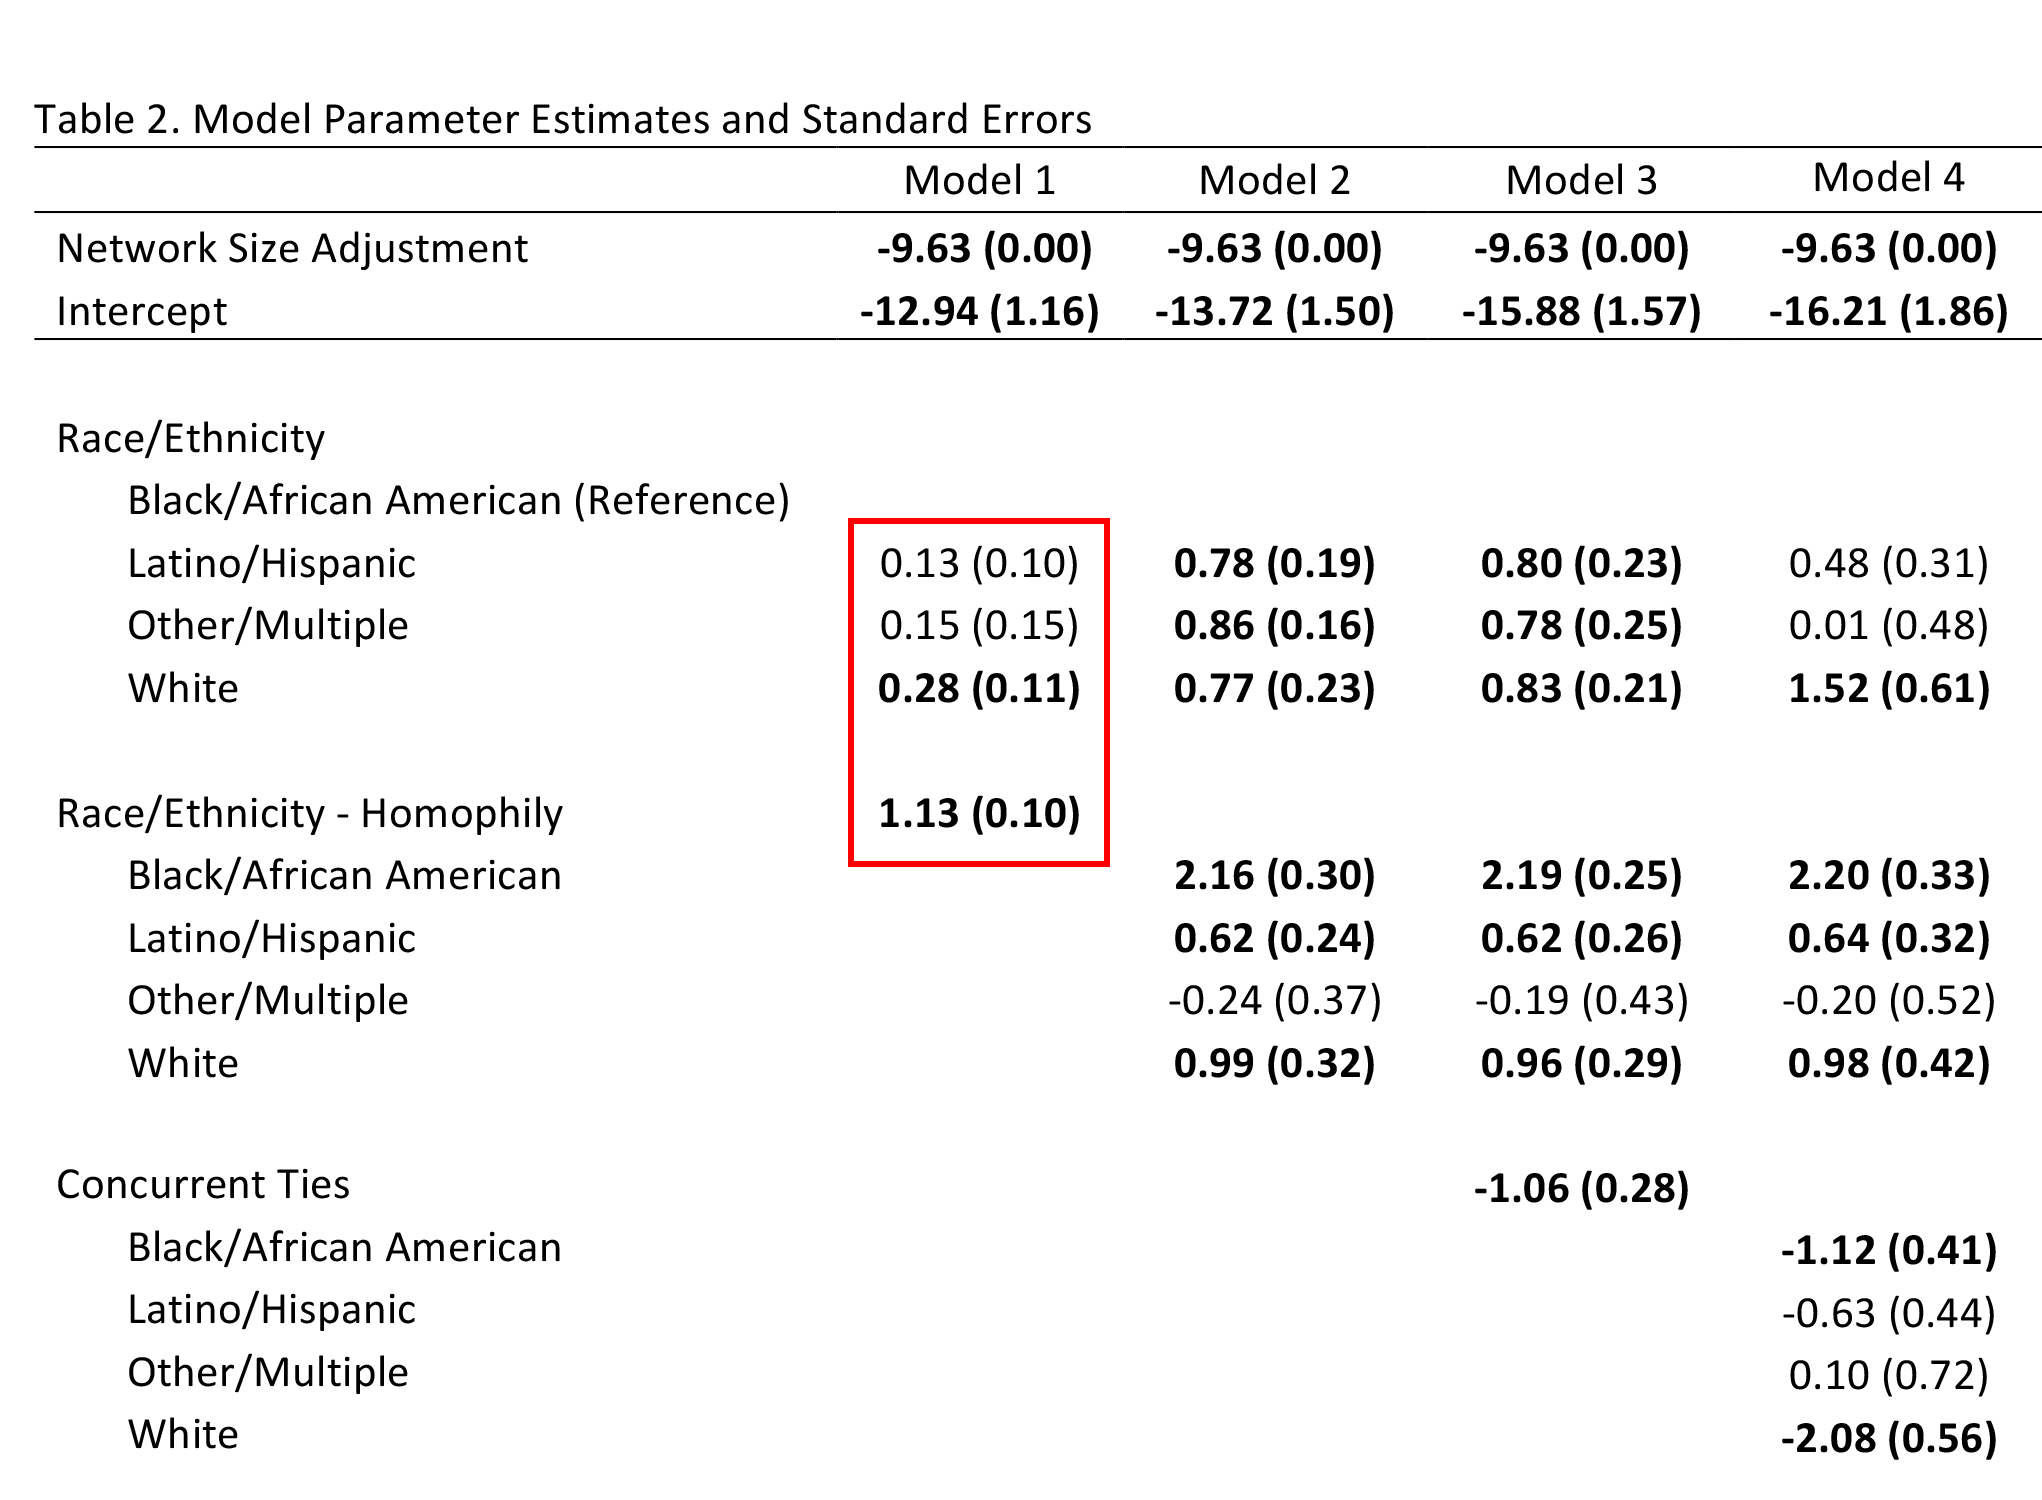 Table 2. Model Parameter Estimates and Standard Errors
Model 1 Model 2 Model 3 Model 4
Network Size Adjustment -9.63 (0.00) -9.63 (0.00) -9.63 (0.00) -9.63 (0.00)
Intercept -12.94 (1.16) -13.72 (1.50) -15.88 (1.57) -16.21 (1.86)
Race/Ethnicity
Black/African American (Reference)
Latino/Hispanic 0.13 (0.10) 0.78 (0.19) 0.80 (0.23) 0.48 (0.31)
Other/Multiple 0.15 (0.15) 0.86 (0.16) 0.78 (0.25) 0.01 (0.48)
White 0.28 (0.11) 0.77 (0.23) 0.83 (0.21) 1.52 (0.61)
Race/Ethnicity - Homophily 1.13 (0.10)
Black/African American 2.16 (0.30) 2.19 (0.25) 2.20 (0.33)
Latino/Hispanic 0.62 (0.24) 0.62 (0.26) 0.64 (0.32)
Other/Multiple -0.24 (0.37) -0.19 (0.43) -0.20 (0.52)
White 0.99 (0.32) 0.96 (0.29) 0.98 (0.42)
Concurrent Ties -1.06 (0.28)
Black/African American -1.12 (0.41)
Latino/Hispanic -0.63 (0.44)
Other/Multiple 0.10 (0.72)
White -2.08 (0.56)